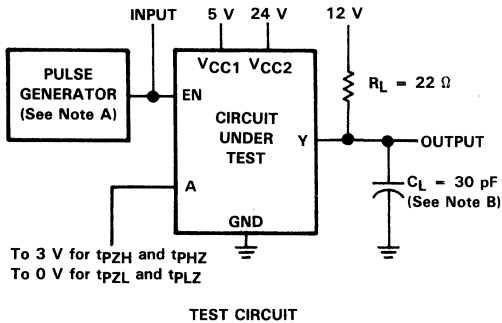 INPUT
5 V
24 V
12 V
PULSE
GENERATOR
(See Note A)
EN
VCC1
VCC2
CIRCUIT
UNDER
TEST
A
Y
GND
RL = 22 Ω
OUTPUT
CL = 30 pF
(See Note B)
To 3 V for tPZH and tPHZ
To 0 V for tPZL and tPLZ
TEST CIRCUIT